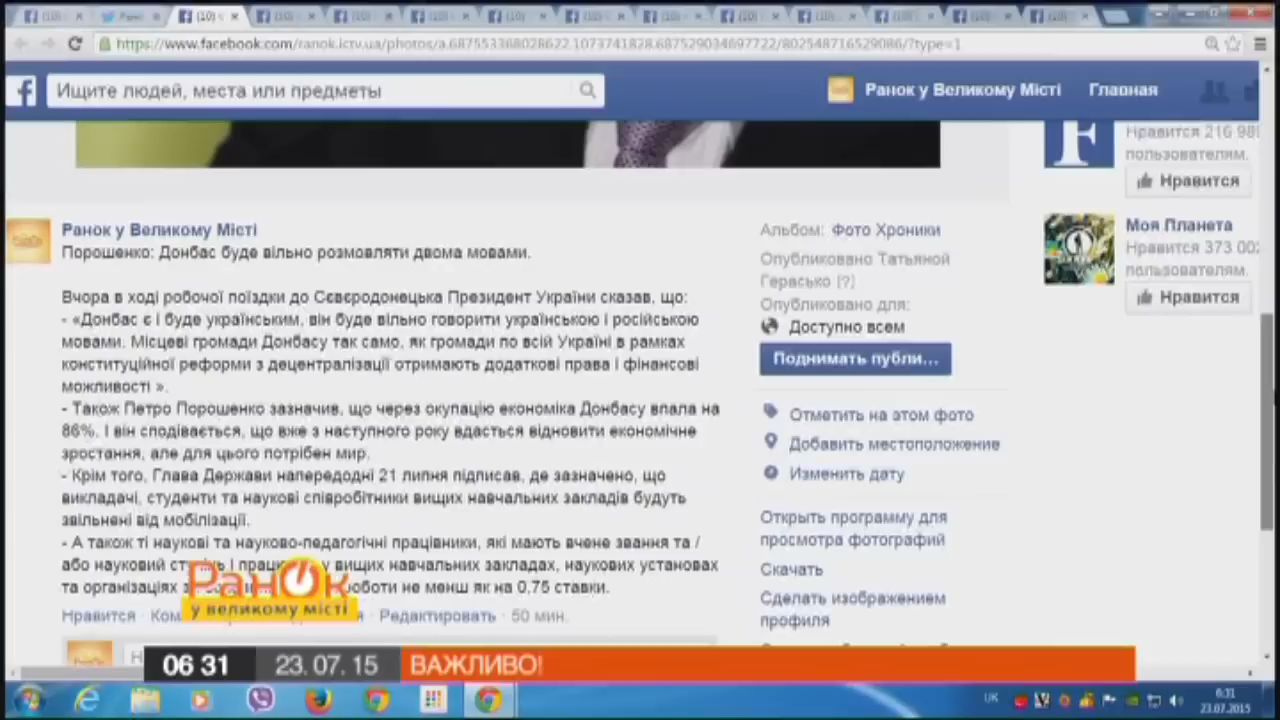 https://www.facebook.com/ranok.ictv.ua/photos/a.687553368028622.1073741828.687529034697722/802548716529086/?type=1
Ищите людей, места или предметы
Ранок у Великому Місті
Главная
Нравится 216
пользователям.
Нравится
Моя Планета
Нравится 373 002
пользователям.
Нравится
Ранок у Великому Місті
Порошенко: Донбас буде вільно розмовляти двома мовами.
Вчора в ході робочої поїздки до Сєвєродонецька Президент України сказав, що:
- «Донбас є і буде українським, він буде вільно говорити українською і російською
мовами. Місцеві громади Донбасу так само, як громади по всій Україні в рамках
конституційної реформи з децентралізації отримають додаткові права і фінансові
можливості ».
- Також Петро Порошенко зазначив, що через окупацію економіка Донбасу впала на
86%. І він сподівається, що вже з наступного року вдасться відновити економічне
зростання, але для цього потрібен мир.
- Крім того, Глава Держави напередодні 21 липня підписав, де зазначено, що
викладачі, студенти та наукові співробітники вищих навчальних закладів будуть
звільнені від мобілізації.
- А також ті наукові та науково-педагогічні працівники, які мають вчене звання та /
або науковий у вищих навчальних закладах, наукових установах
та організаціях роботи не менш як на 0,75 ставки.
Нравится · Редактировать · 50 мин.
Альбом: Фото Хроники
Опубликовано Татьяной
Герасько [?]
Опубликовано для:
Доступно всем
Поднимать публи...
Отметить на этом фото
Добавить местоположение
Изменить дату
Открыть программу для
просмотра фотографий
Скачать
Сделать изображением
профиля
Ранок
у великому місті
06 31
23. 07. 15
ВАЖЛИВО!
UK
6:31
23.07.2015